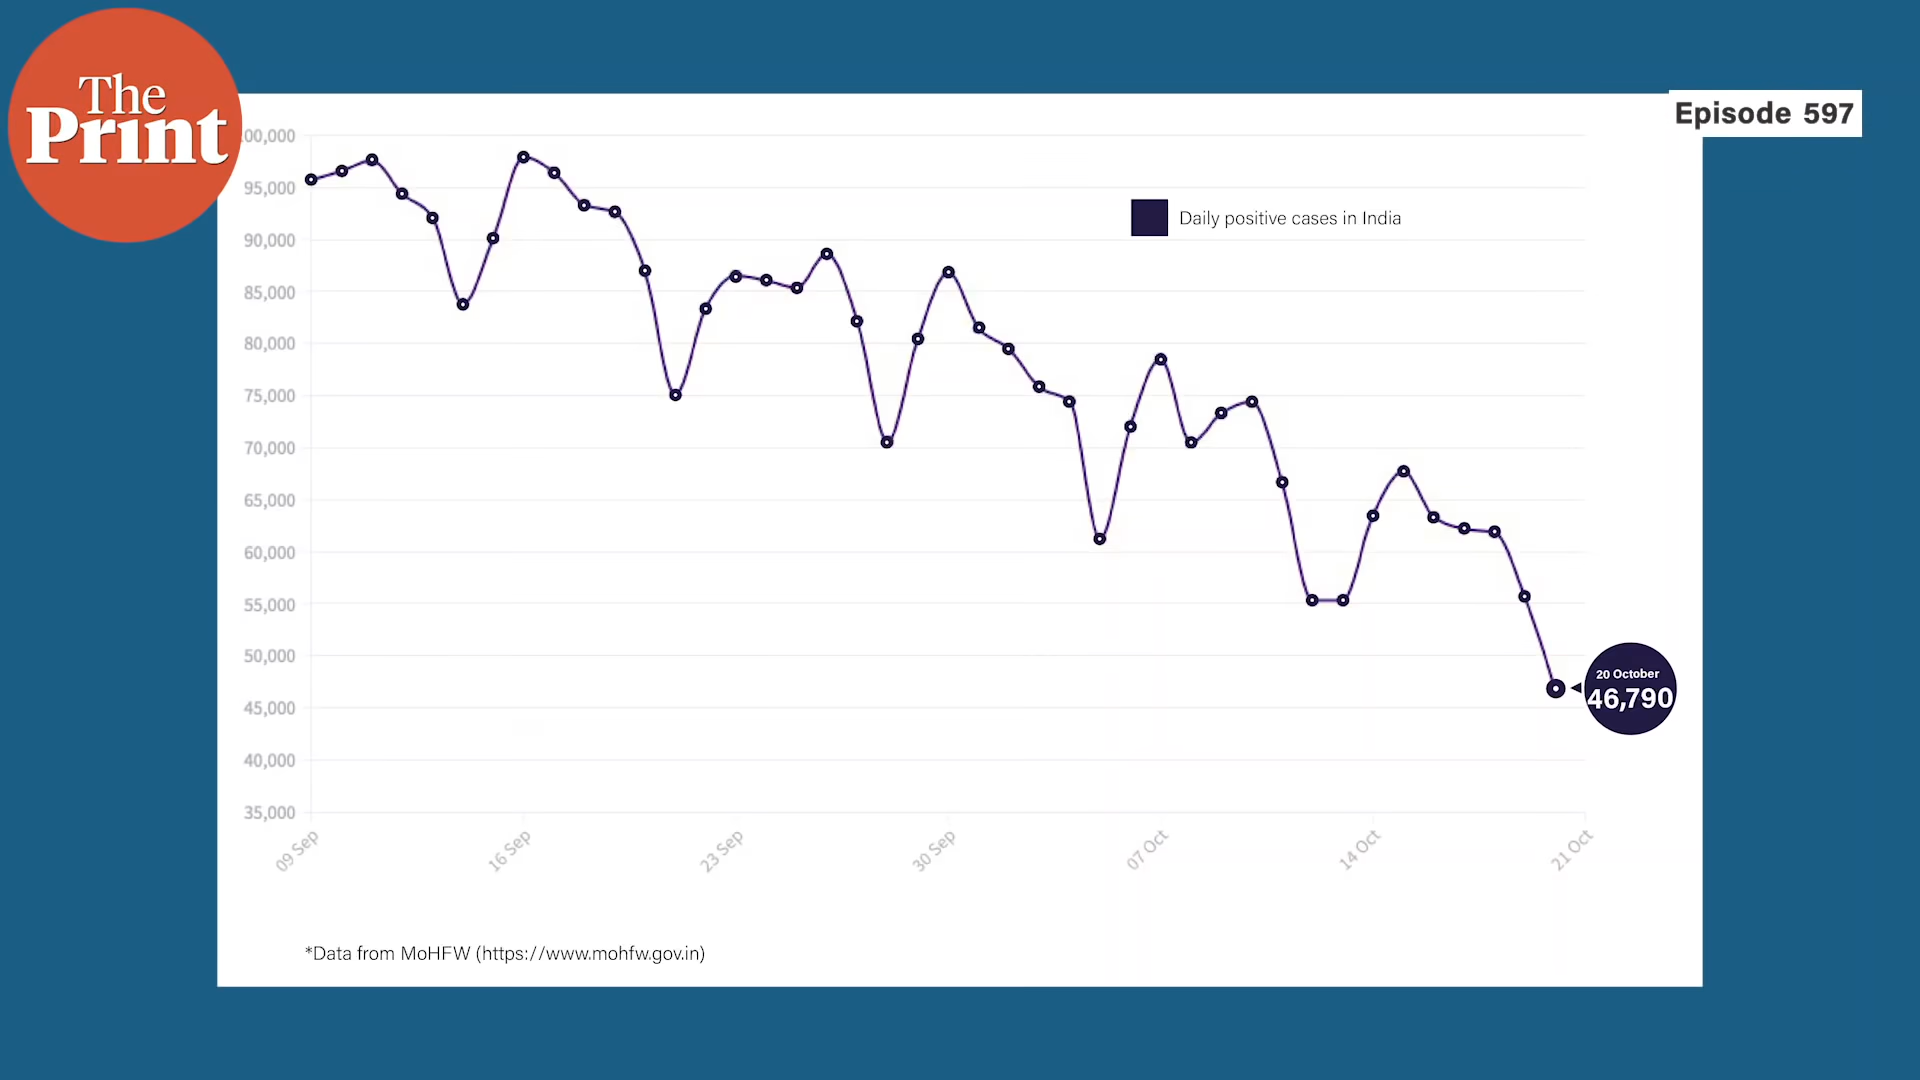 The
Print
Episode 597
00,000
95,000
90,000
85,000
80,000
75,000
70,000
65,000
60,000
55,000
50,000
45,000
40,000
35,000
Daily positive cases in India
20 October
46,790
09 Sep
16 Sep
23 Sep
30 Sep
07 Oct
14 Oct
21 Oct
*Data from MoHFW (https://www.mohfw.gov.in)